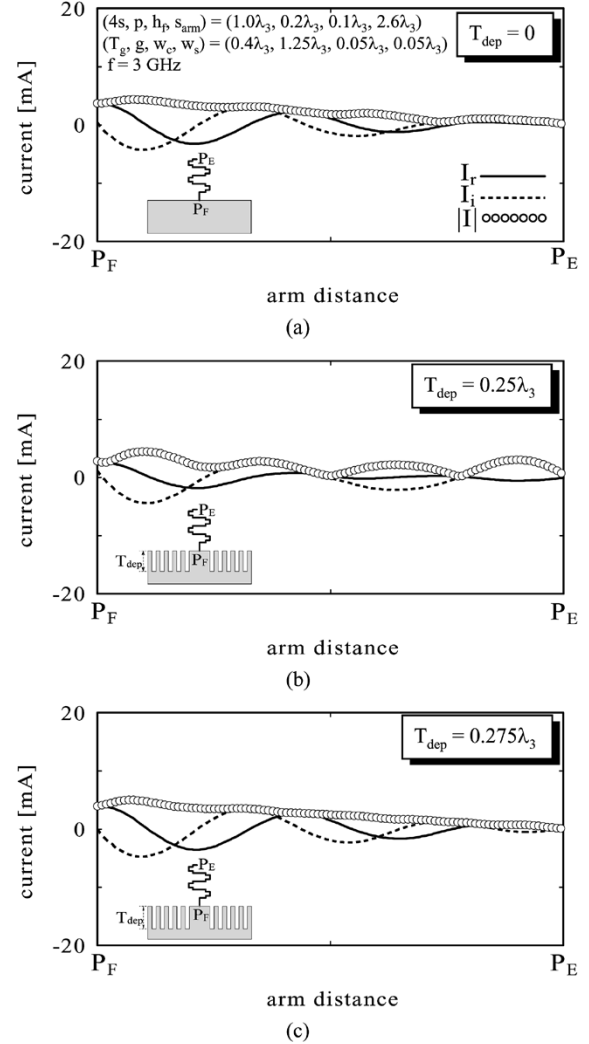 (4s, p, h_f, s_arm) = (1.0λ₃, 0.2λ₃, 0.1λ₃, 2.6λ₃)
(T_g, g, w_c, w_s) = (0.4λ₃, 1.25λ₃, 0.05λ₃, 0.05λ₃)
f = 3 GHz
T_dep = 0
20
0
-20
current [mA]
P_E
P_F
I_r
I_i
|I|
P_F
P_E
arm distance
(a)
T_dep = 0.25λ₃
20
0
-20
current [mA]
P_E
T_dep
P_F
P_F
P_E
arm distance
(b)
T_dep = 0.275λ₃
20
0
-20
current [mA]
P_E
T_dep
P_F
P_F
P_E
arm distance
(c)